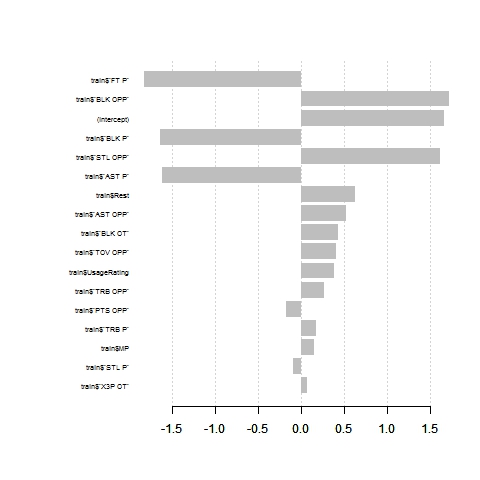 train$`FT P`
train$`BLK OPP`
(Intercept)
train$`BLK P`
train$`STL OPP`
train$`AST P`
train$Rest
train$`AST OPP`
train$`BLK OT`
train$`TOV OPP`
train$UsageRating
train$`TRB OPP`
train$`PTS OPP`
train$`TRB P`
train$MP
train$`STL P`
train$`X3P OT`
-1.5 -1.0 -0.5 0.0 0.5 1.0 1.5